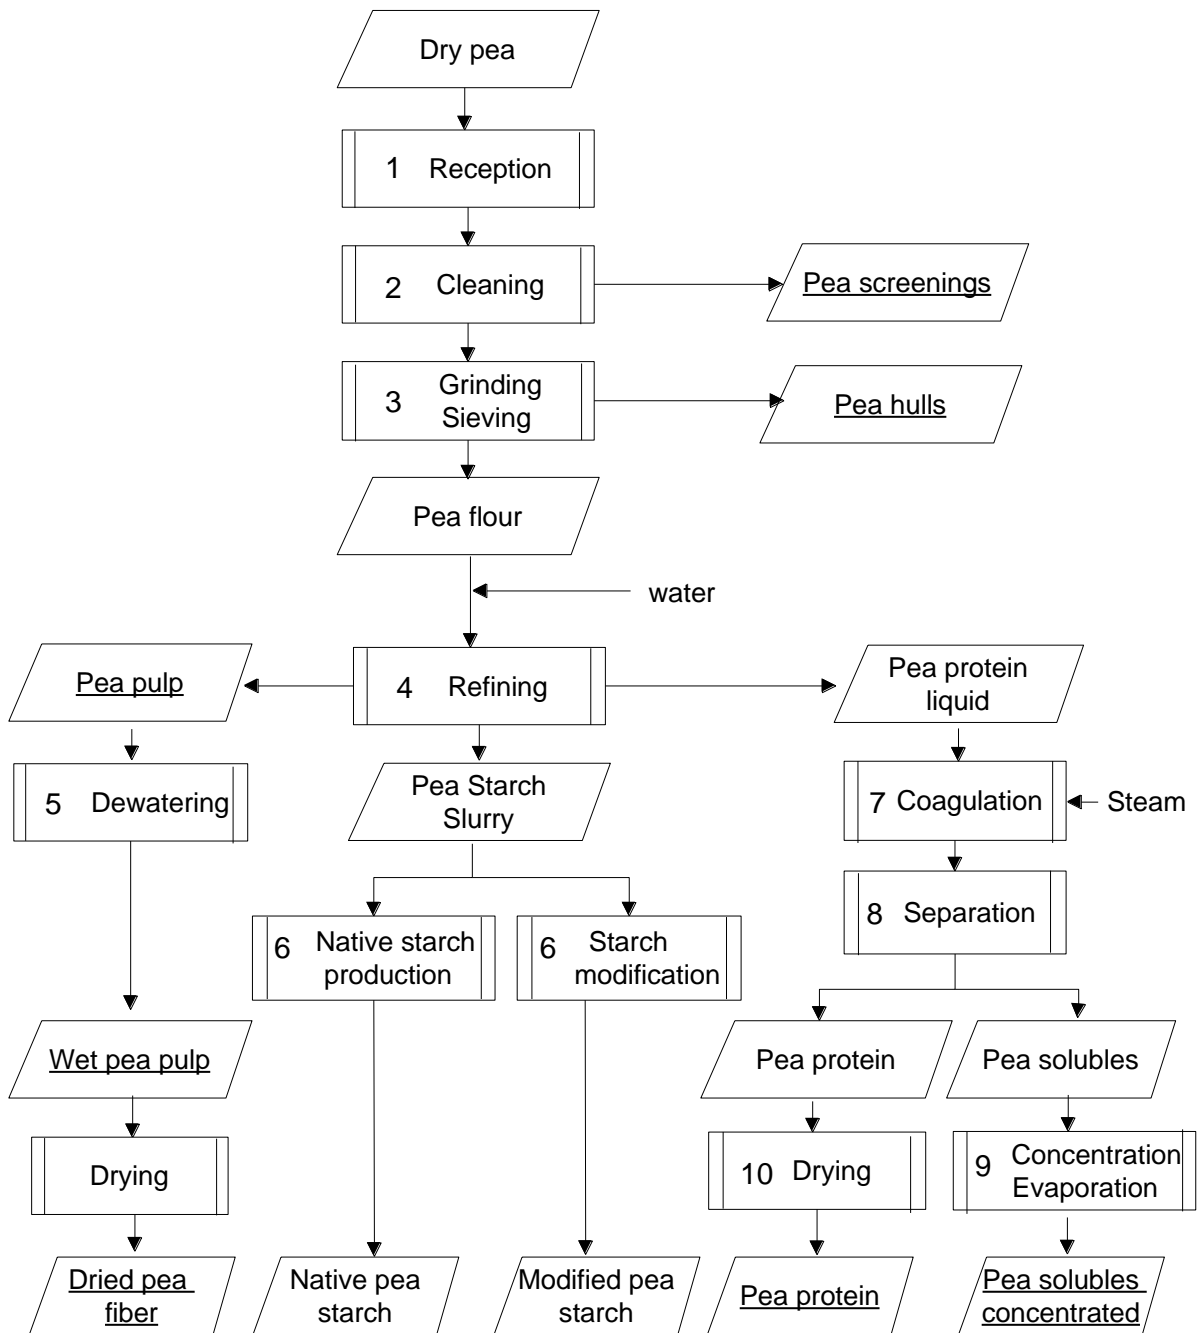 Dry pea
1 Reception
2 Cleaning
Pea screenings
3 Grinding
Sieving
Pea hulls
Pea flour
water
Pea pulp
4 Refining
Pea protein
liquid
5 Dewatering
Pea Starch
Slurry
7 Coagulation
Steam
8 Separation
6 Native starch
production
6 Starch
modification
Wet pea pulp
Pea protein
Pea solubles
Drying
10 Drying
9 Concentration
Evaporation
Dried pea
fiber
Native pea
starch
Modified pea
starch
Pea protein
Pea solubles
concentrated